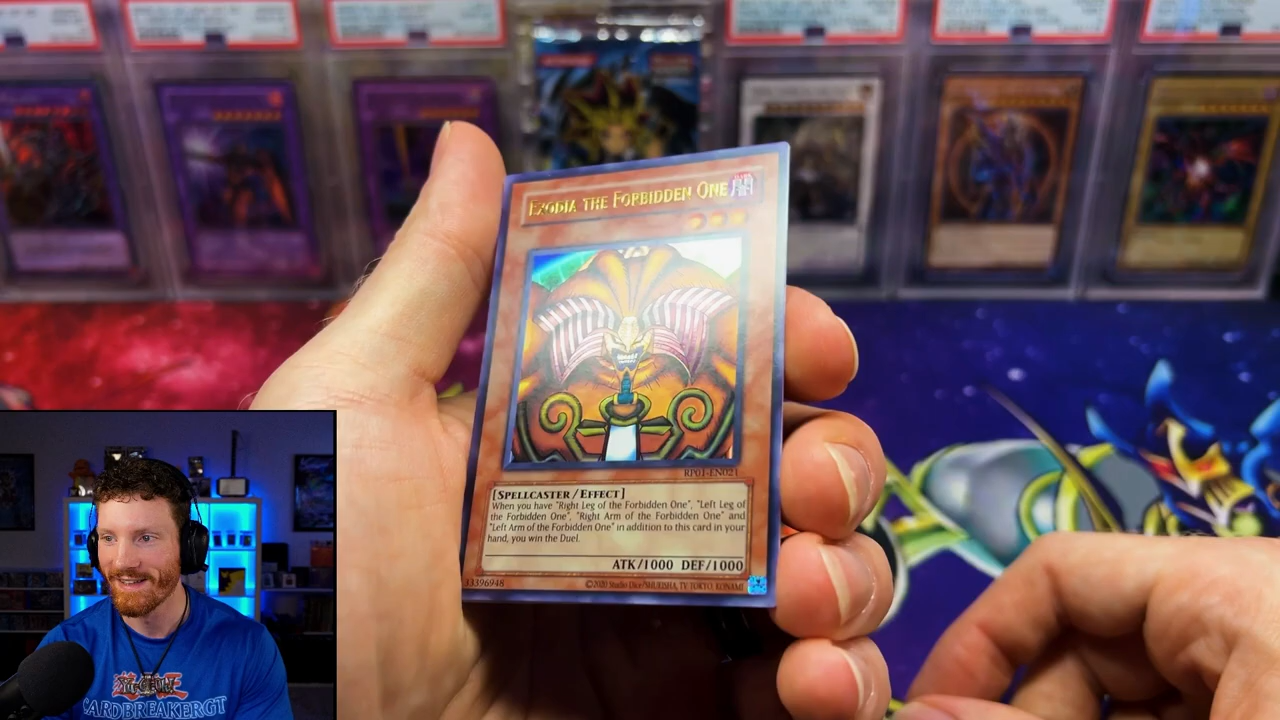 EXODIA THE FORBIDDEN ONE
RP01-EN021
[SPELLCASTER/EFFECT]
When you have "Right Leg of the Forbidden One", "Left Leg of
the Forbidden One", "Right Arm of the Forbidden One" and
"Left Arm of the Forbidden One" in addition to this card in your
hand, you win the Duel.
ATK/1000 DEF/1000
33396948
©2020 Studio Dice/SHUEISHA, TV TOKYO, KONAMI
Yu-Gi-Oh!
CARDBREAKERGT